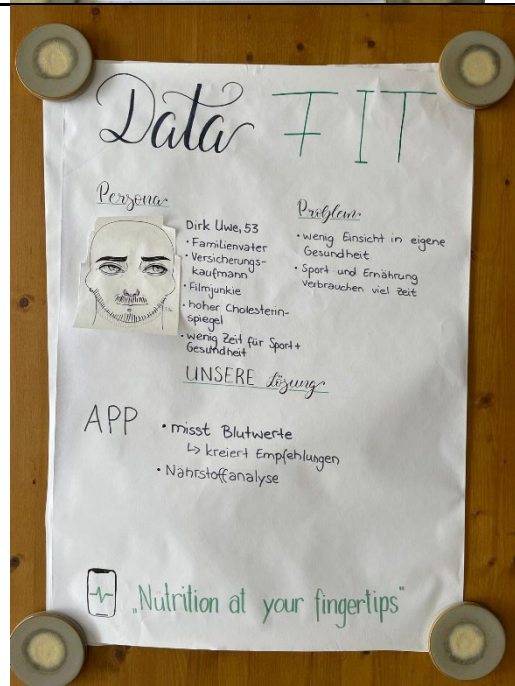 Data FIT
Persona
Dirk Uwe, 53
• Familienvater
• Versicherungs-
kaufmann
• Filmjunkie
• hoher Cholesterin-
spiegel
• wenig Zeit für Sport +
Gesundheit
Problem
• wenig Einsicht in eigene
Gesundheit
• Sport und Ernährung
verbrauchen viel Zeit
UNSERE Lösung
APP
• misst Blutwerte
↳ kreiert Empfehlungen
• Nährstoffanalyse
„Nutrition at your fingertips“